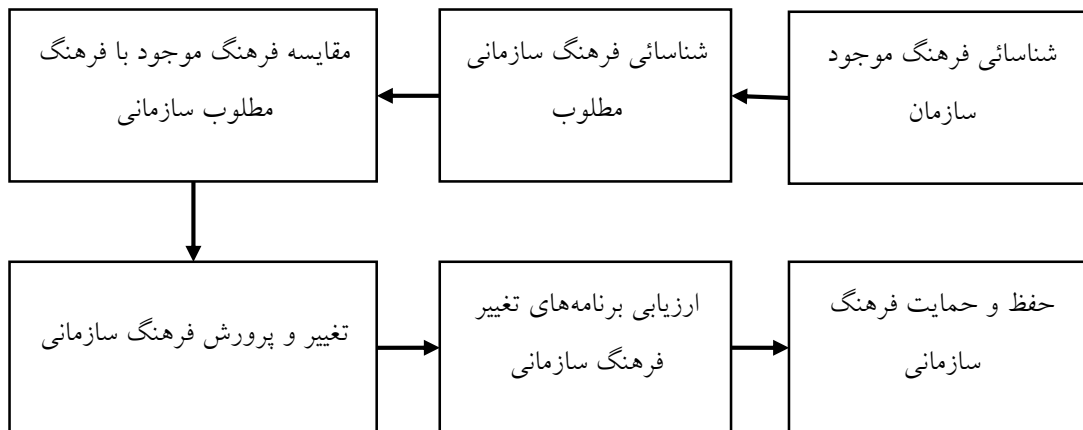 شناسائی فرهنگ موجود
سازمان
شناسائی فرهنگ سازمانی
مطلوب
مقایسه فرهنگ موجود با فرهنگ
مطلوب سازمانی
تغییر و پرورش فرهنگ سازمانی
ارزیابی برنامه‌های تغییر
فرهنگ سازمانی
حفظ و حمایت فرهنگ
سازمانی